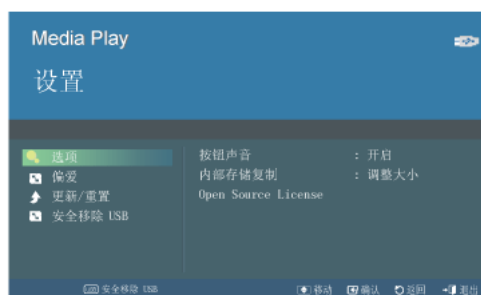 Media Play
设置
选项
偏爱
更新/重置
安全移除 USB
按钮声音 : 开启
内部存储复制 : 调整大小
Open Source License
安全移除 USB 移动 确认 返回 退出